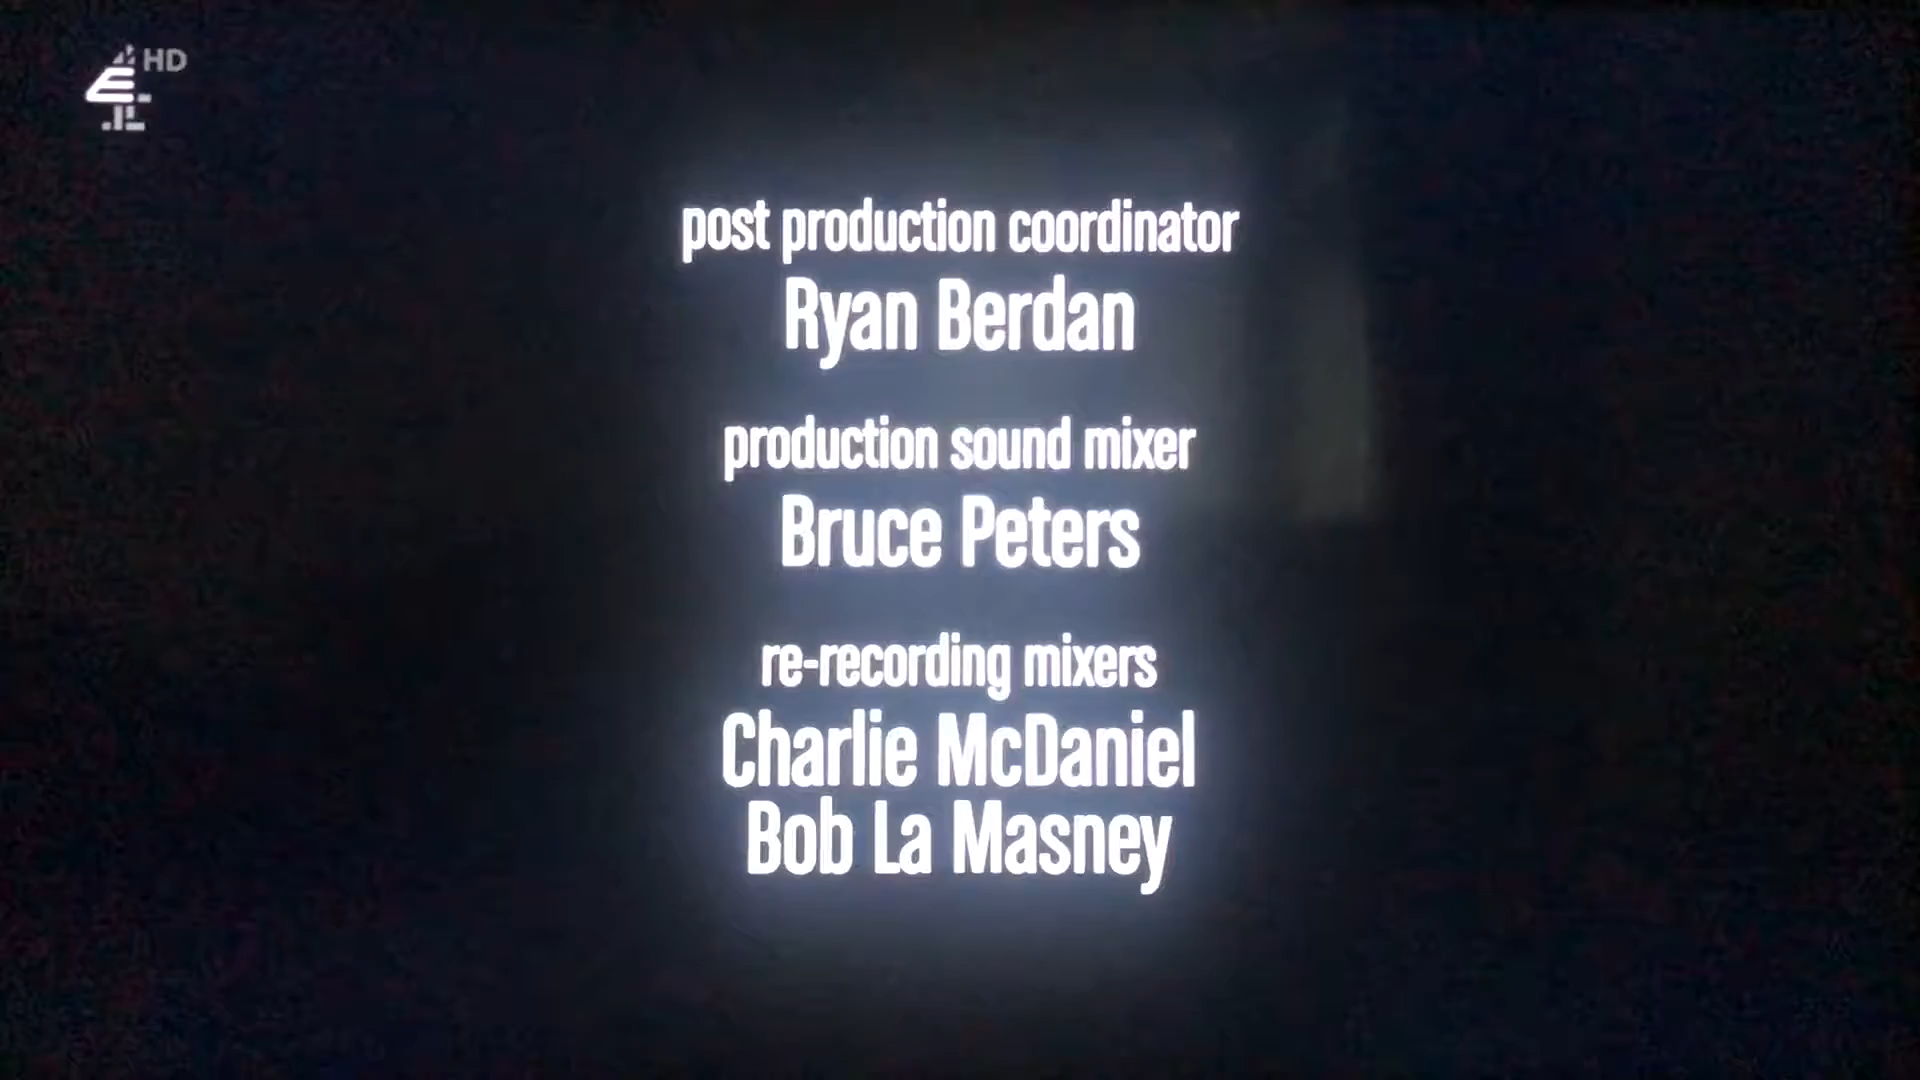 HD
post production coordinator
Ryan Berdan
production sound mixer
Bruce Peters
re-recording mixers
Charlie McDaniel
Bob La Masney